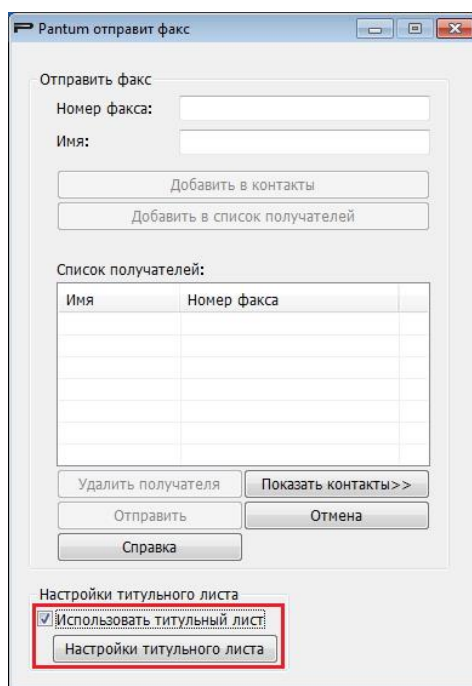 Pantum отправит факс
Отправить факс
Номер факса:
Имя:
Добавить в контакты
Добавить в список получателей
Список получателей:
Имя Номер факса
Удалить получателя Показать контакты>>
Отправить Отмена
Справка
Настройки титульного листа
Использовать титульный лист
Настройки титульного листа